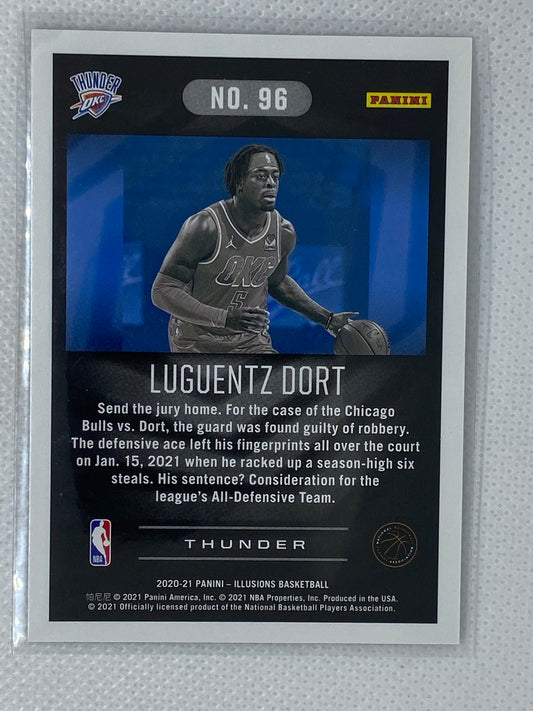 THUNDER
OKC
NO. 96
PANINI
OKC
5
LUGUENTZ DORT
Send the jury home. For the case of the Chicago
Bulls vs. Dort, the guard was found guilty of robbery.
The defensive ace left his fingerprints all over the court
on Jan. 15, 2021 when he racked up a season-high six
steals. His sentence? Consideration for the
league's All-Defensive Team.
NBA
THUNDER
NATIONAL BASKETBALL
ASSOCIATION
2020-21 PANINI – ILLUSIONS BASKETBALL
帕尼尼 © 2021 Panini America, Inc. © 2021 NBA Properties, Inc. Produced in the USA.
© 2021 Officially licensed product of the National Basketball Players Association.